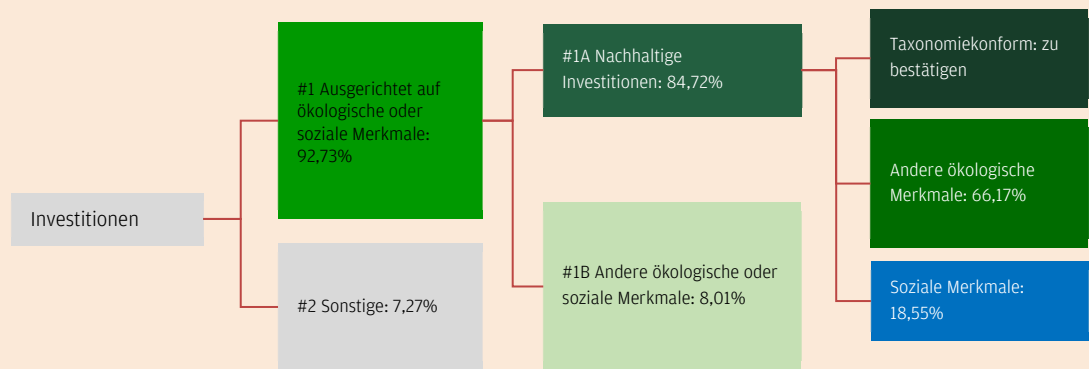 Investitionen
#1 Ausgerichtet auf
ökologische oder
soziale Merkmale:
92,73%
#2 Sonstige: 7,27%
#1A Nachhaltige
Investitionen: 84,72%
#1B Andere ökologische oder
soziale Merkmale: 8,01%
Taxonomiekonform: zu
bestätigen
Andere ökologische
Merkmale: 66,17%
Soziale Merkmale:
18,55%